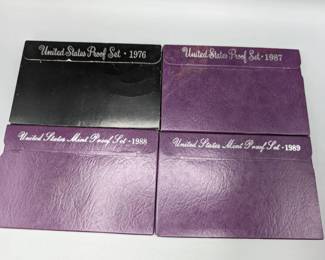 United States Proof Set · 1976
United States Proof Set · 1987
United States Mint Proof Set · 1988
United States Mint Proof Set · 1989